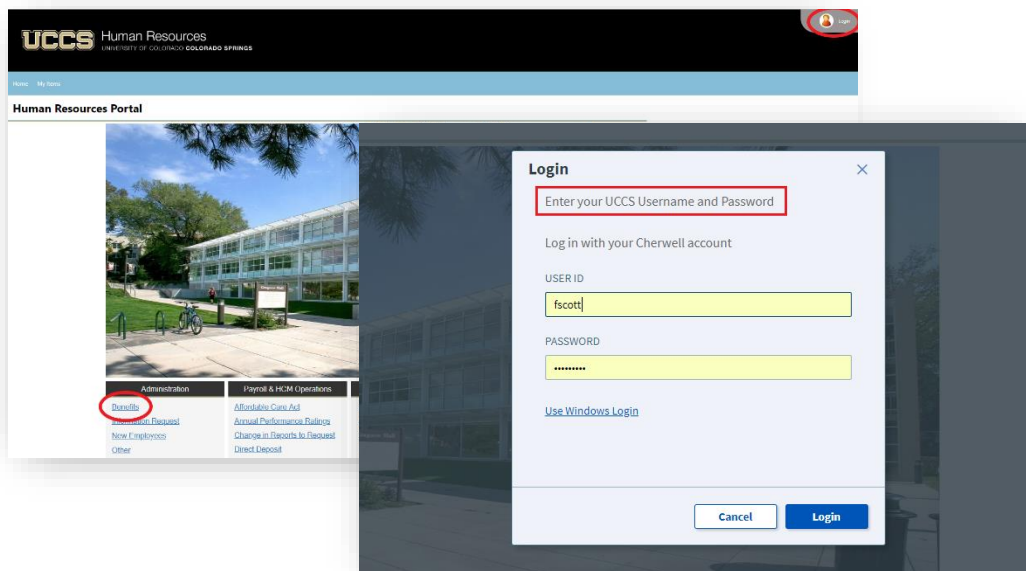 UCCS Human Resources
UNIVERSITY OF COLORADO COLORADO SPRINGS
Login
Home My Items
Human Resources Portal
Administration
Benefits
Information Request
New Employees
Other
Payroll & HCM Operations
Affordable Care Act
Annual Performance Ratings
Change in Reports to Request
Direct Deposit
Login
Enter your UCCS Username and Password
Log in with your Cherwell account
USER ID
fscott
PASSWORD
•••••••••
Use Windows Login
Cancel Login